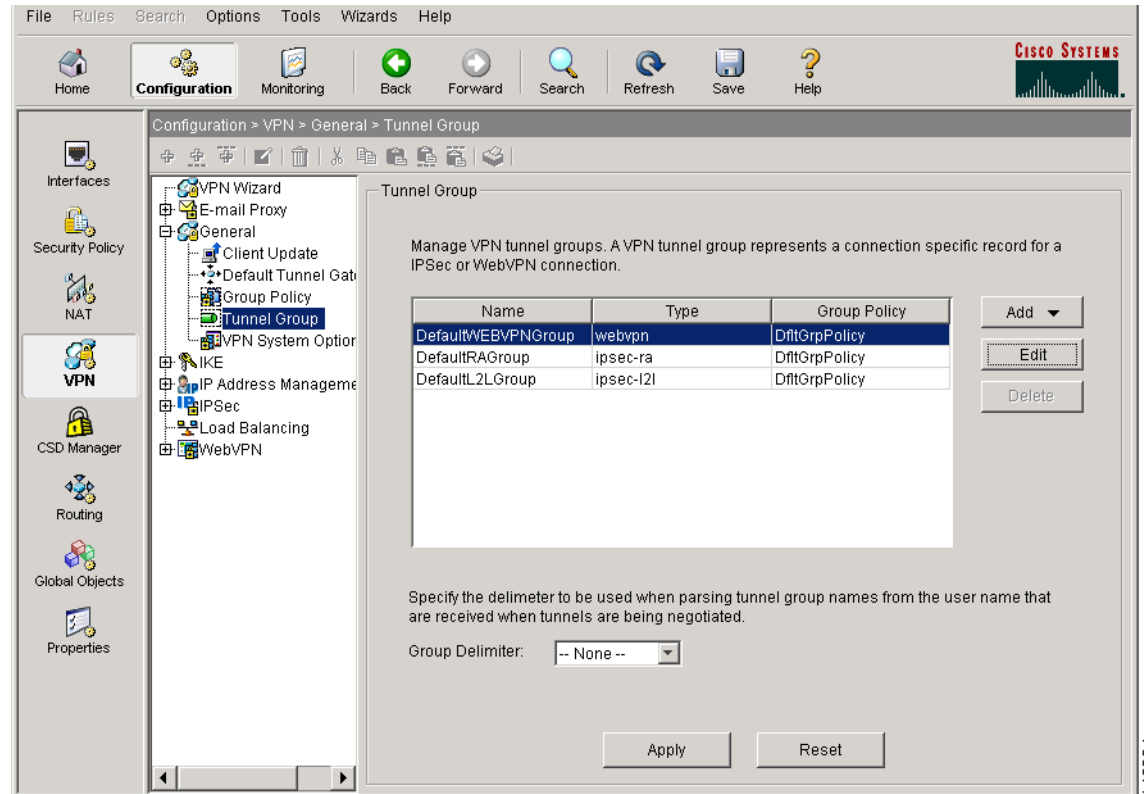 File Rules Search Options Tools Wizards Help
Home Configuration Monitoring Back Forward Search Refresh Save Help
CISCO SYSTEMS
Configuration > VPN > General > Tunnel Group
Interfaces
Security Policy
NAT
VPN
CSD Manager
Routing
Global Objects
Properties
VPN Wizard
E-mail Proxy
General
Client Update
Default Tunnel Gat
Group Policy
Tunnel Group
VPN System Option
IKE
IP Address Manageme
IPSec
Load Balancing
WebVPN
Tunnel Group
Manage VPN tunnel groups. A VPN tunnel group represents a connection specific record for a
IPSec or WebVPN connection.
Name Type Group Policy
DefaultWEBVPNGroup webvpn DfltGrpPolicy
DefaultRAGroup ipsec-ra DfltGrpPolicy
DefaultL2LGroup ipsec-l2l DfltGrpPolicy
Add
Edit
Delete
Specify the delimeter to be used when parsing tunnel group names from the user name that
are received when tunnels are being negotiated.
Group Delimiter: -- None --
Apply Reset